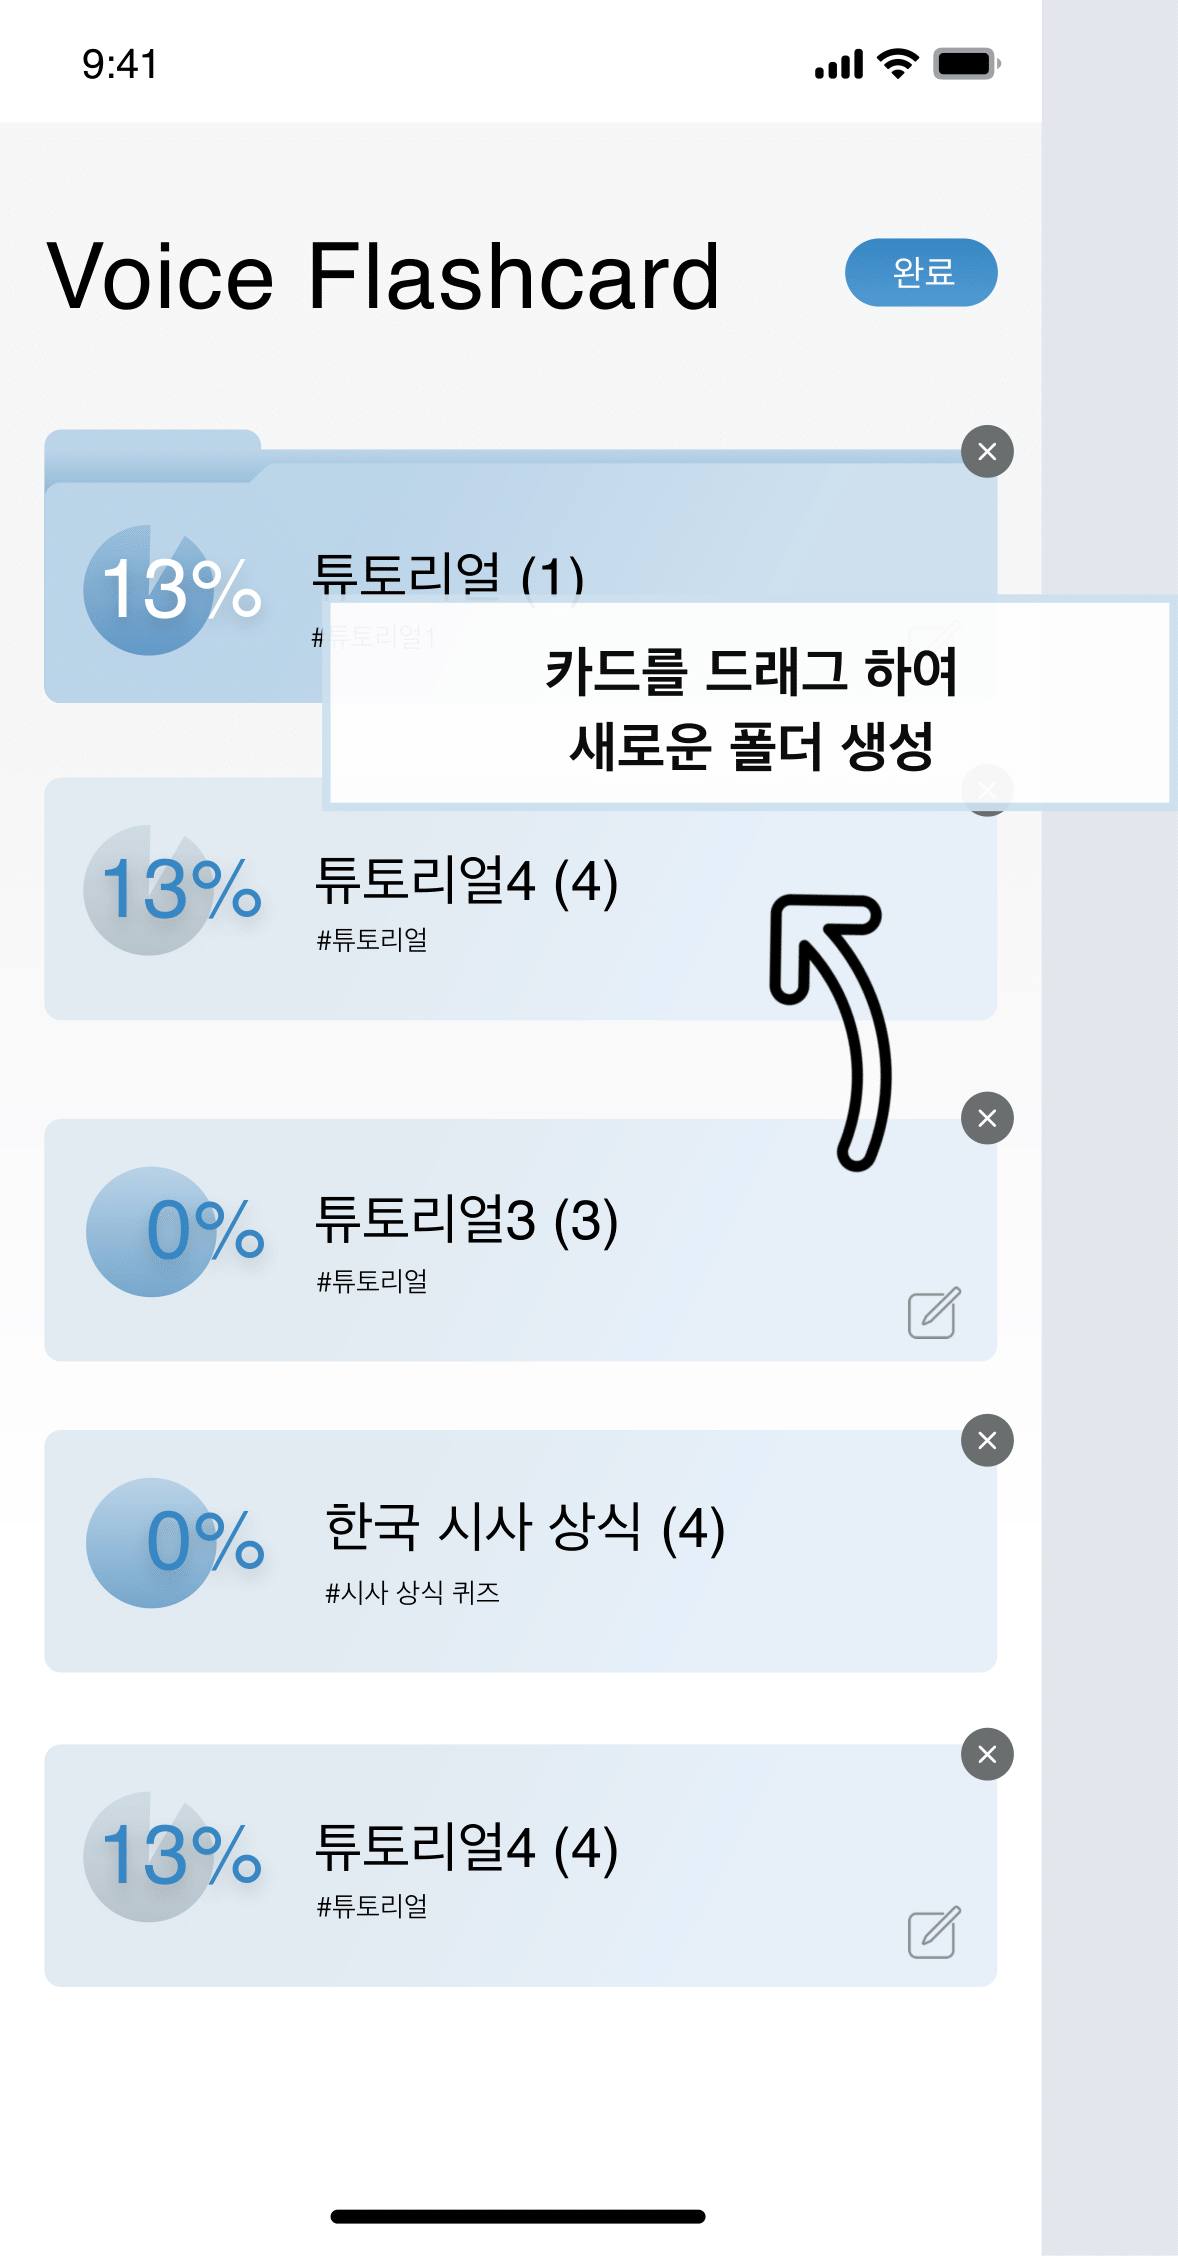 9:41
Voice Flashcard
완료
13%
튜토리얼 (1)
#튜토리얼1
카드를 드래그 하여
새로운 폴더 생성
13%
튜토리얼4 (4)
#튜토리얼
0%
튜토리얼3 (3)
#튜토리얼
0%
한국 시사 상식 (4)
#시사 상식 퀴즈
13%
튜토리얼4 (4)
#튜토리얼